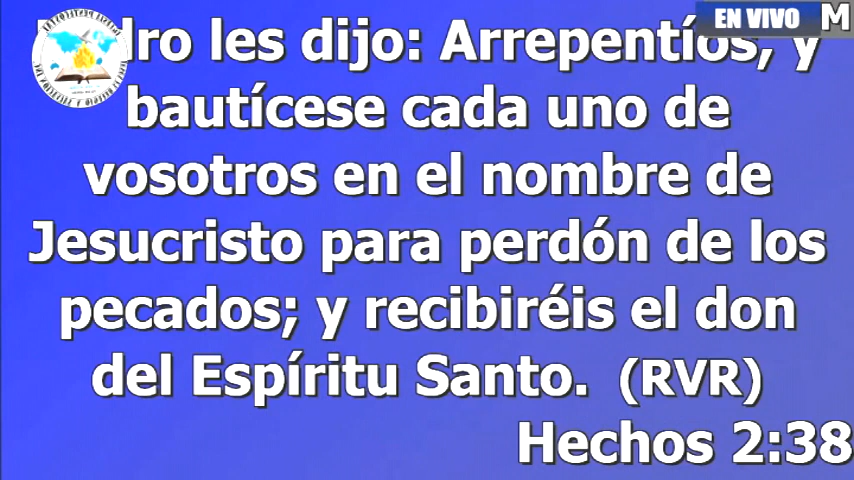 EN VIVO M
dro les dijo: Arrepentíos, y
bautícese cada uno de
vosotros en el nombre de
Jesucristo para perdón de los
pecados; y recibiréis el don
del Espíritu Santo. (RVR)
Hechos 2:38